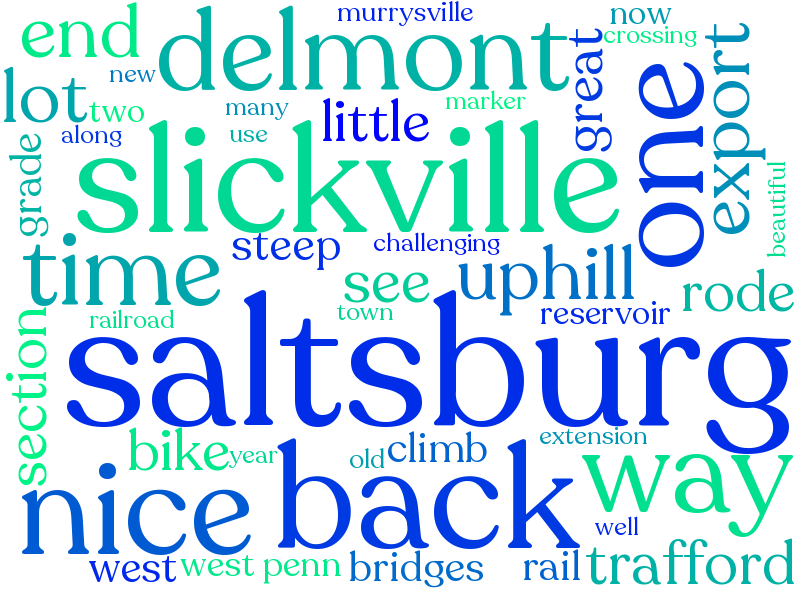 murrysville
now
end
delmont
crossing
great
export
new
lot
two
many
marker
little
one
along
use
slickville
grade
beautiful
steep
challenging
time
see
uphill
rode
railroad
town
reservoir
section
saltsburg
bike
year
old
climb
extension
way
nice
back
well
west
west penn
bridges
rail
trafford